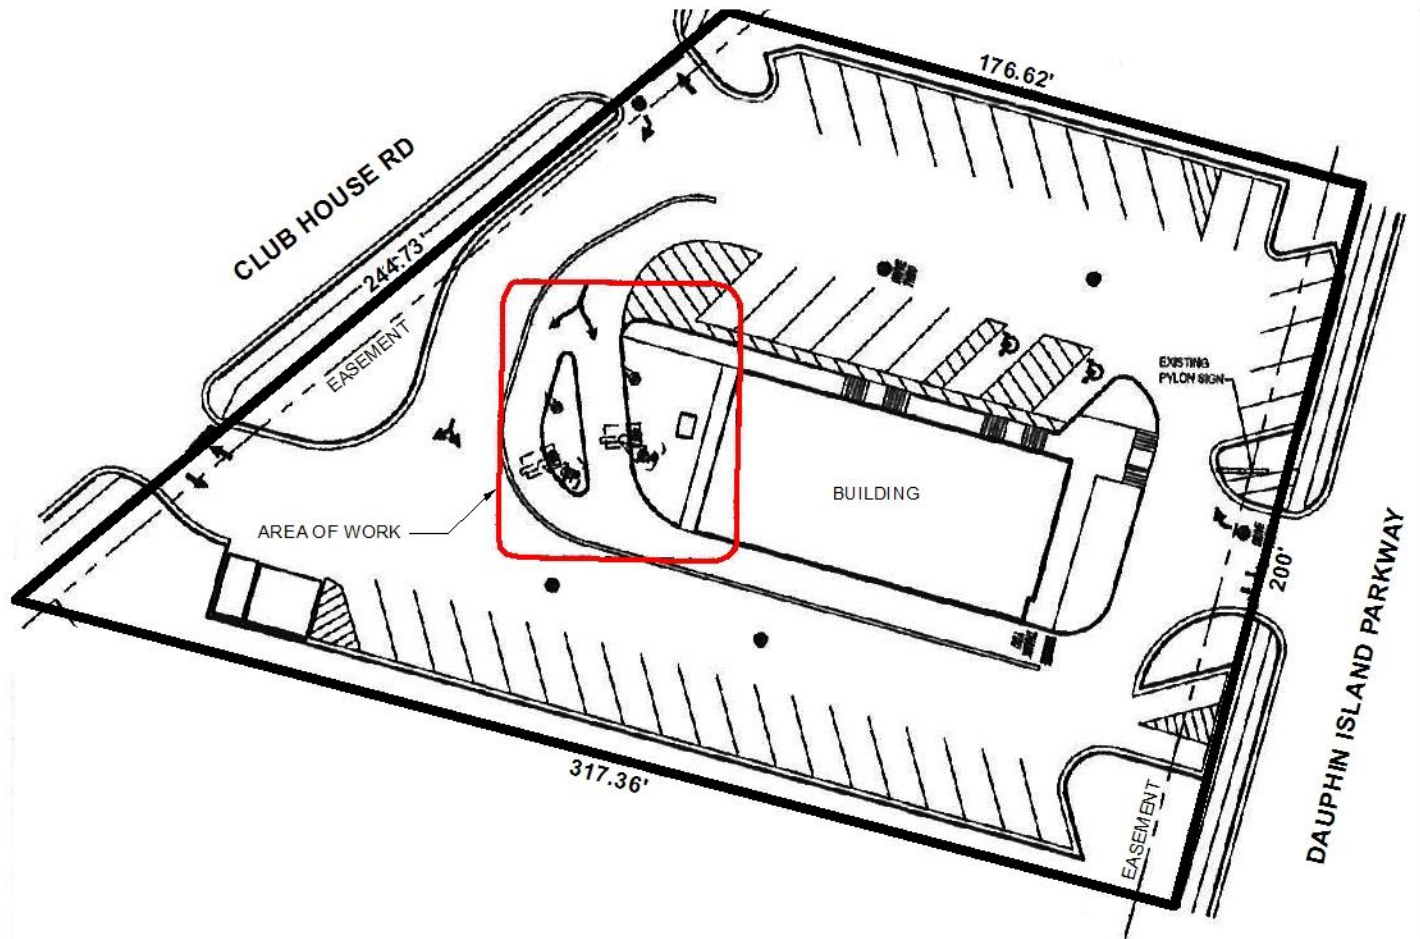 176.62'
CLUB HOUSE RD
244.73'
EASEMENT
EXISTING
PYLON SIGN
BUILDING
AREA OF WORK
200'
DAUPHIN ISLAND PARKWAY
317.36'
EASEMENT